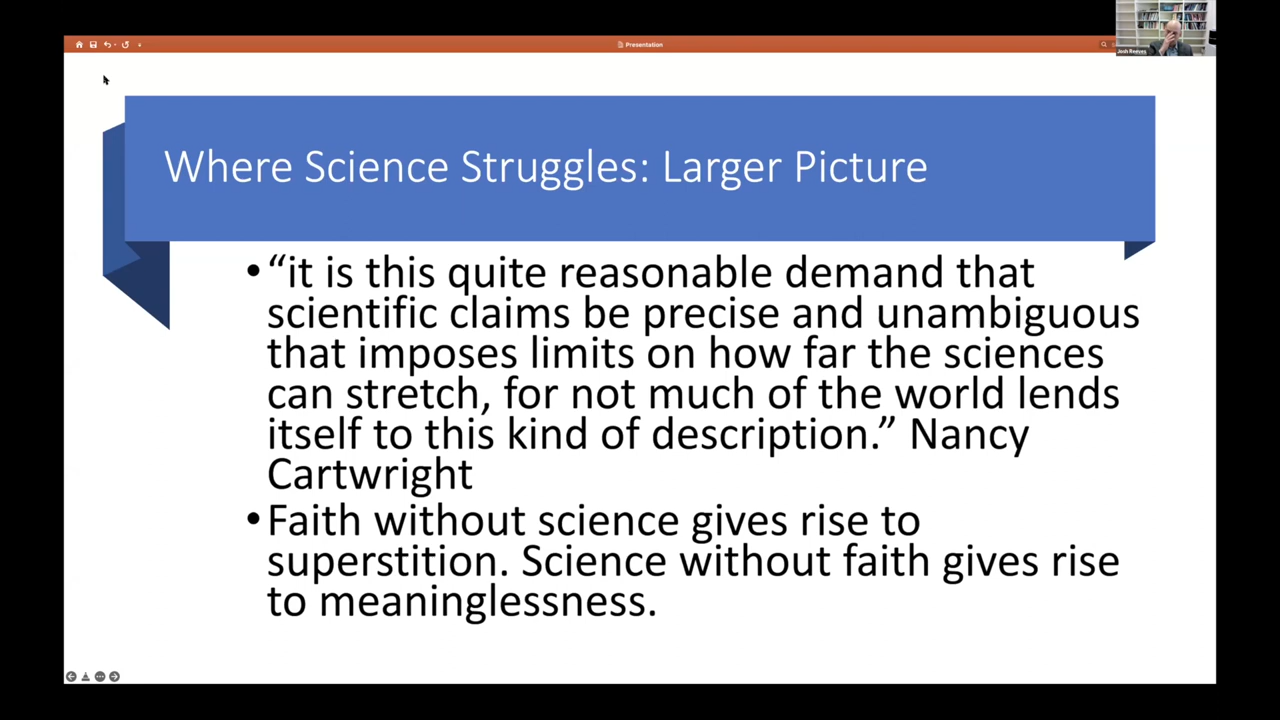 Presentation
Josh Reeves
Where Science Struggles: Larger Picture
• “it is this quite reasonable demand that
scientific claims be precise and unambiguous
that imposes limits on how far the sciences
can stretch, for not much of the world lends
itself to this kind of description.” Nancy
Cartwright
• Faith without science gives rise to
superstition. Science without faith gives rise
to meaninglessness.